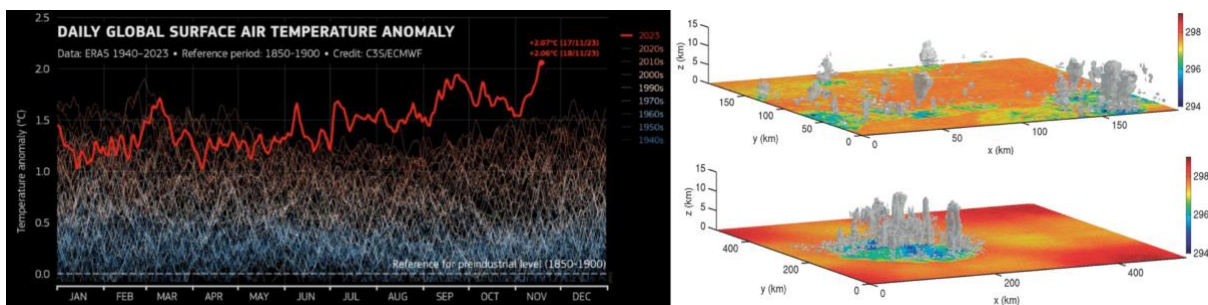 DAILY GLOBAL SURFACE AIR TEMPERATURE ANOMALY
Data: ERA5 1940–2023 • Reference period: 1850-1900 • Credit: C3S/ECMWF
+2.07°C (17/11/23)
+2.06°C (18/11/23)
2023
2020s
2010s
2000s
1990s
1970s
1960s
1950s
1940s
Temperature anomaly (°C)
2.5
2.0
1.5
1.0
0.5
0.0
Reference for preindustrial level (1850-1900)
JAN FEB MAR APR MAY JUN JUL AUG SEP OCT NOV DEC
z (km)
15
10
5
0
y (km)
150
100
50
0
0
50
100
150
x (km)
298
296
294
z (km)
15
10
5
0
y (km)
400
200
0
0
200
400
x (km)
298
296
294